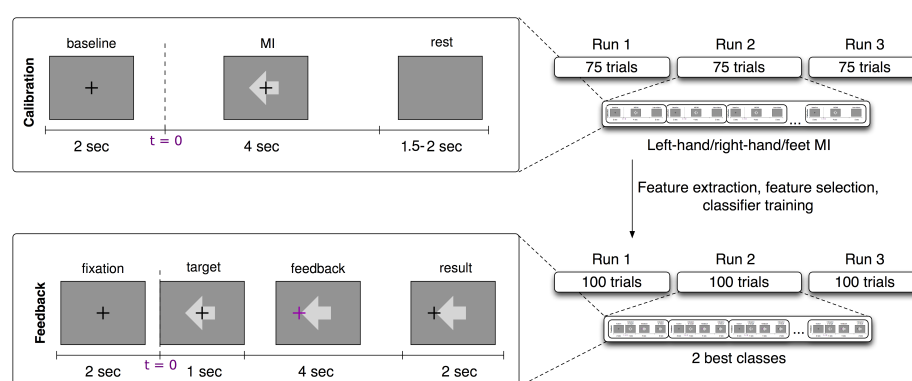 baseline
MI
rest
Calibration
2 sec
t = 0
4 sec
1.5-2 sec
Run 1
Run 2
Run 3
75 trials
75 trials
75 trials
...
Left-hand/right-hand/feet MI
Feature extraction, feature selection,
classifier training
fixation
target
feedback
result
Feedback
2 sec
t = 0
1 sec
4 sec
2 sec
Run 1
Run 2
Run 3
100 trials
100 trials
100 trials
...
2 best classes